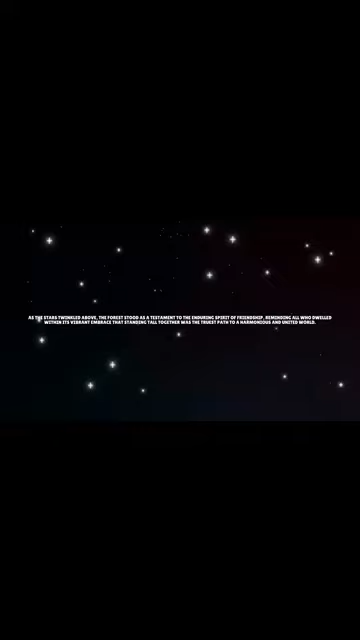 AS THE STARS TWINKLED ABOVE, THE FOREST STOOD AS A TESTAMENT TO THE ENDURING SPIRIT OF FRIENDSHIP, REMINDING ALL WHO DWELLED
WITHIN ITS VIBRANT EMBRACE THAT STANDING TALL TOGETHER WAS THE TRUEST PATH TO A HARMONIOUS AND UNITED WORLD.